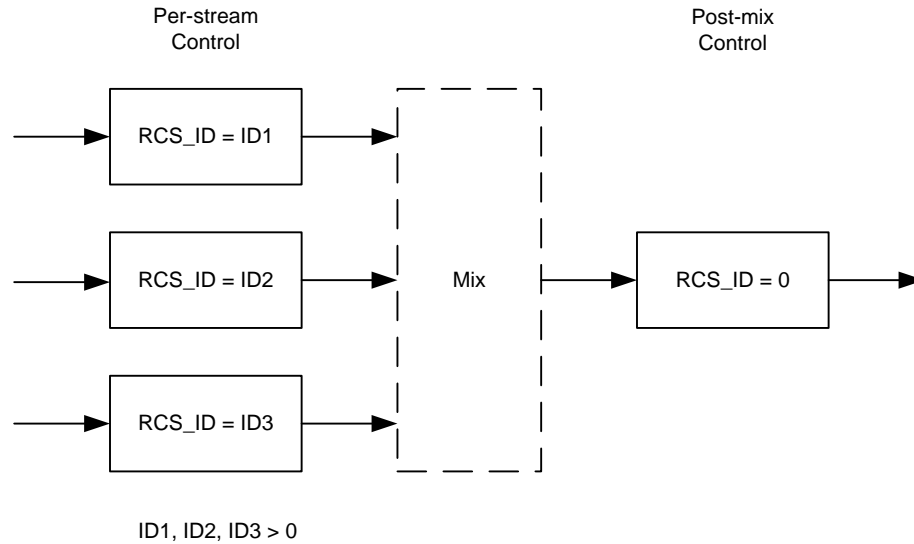 Per-stream
Control
Post-mix
Control
RCS_ID = ID1
RCS_ID = ID2
Mix
RCS_ID = 0
RCS_ID = ID3
ID1, ID2, ID3 > 0